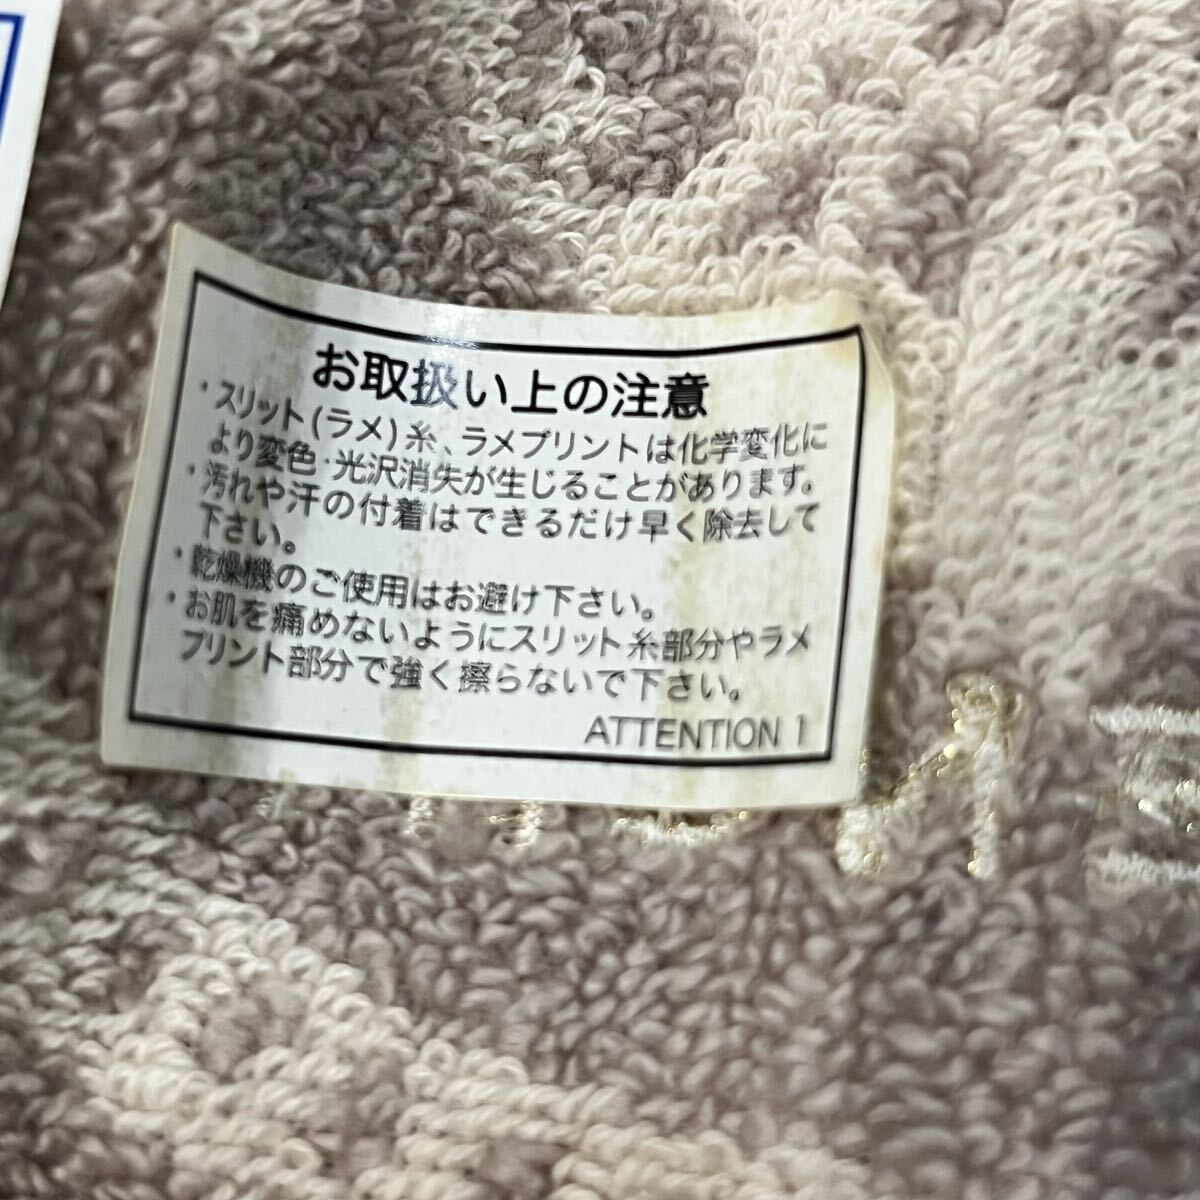 お取扱い上の注意
・スリット(ラメ)糸、ラメプリントは化学変化に
より変色・光沢消失が生じることがあります。
・汚れや汗の付着はできるだけ早く除去して
下さい。
・乾燥機のご使用はお避け下さい。
・お肌を痛めないようにスリット糸部分やラメ
プリント部分で強く擦らないで下さい。
ATTENTION 1